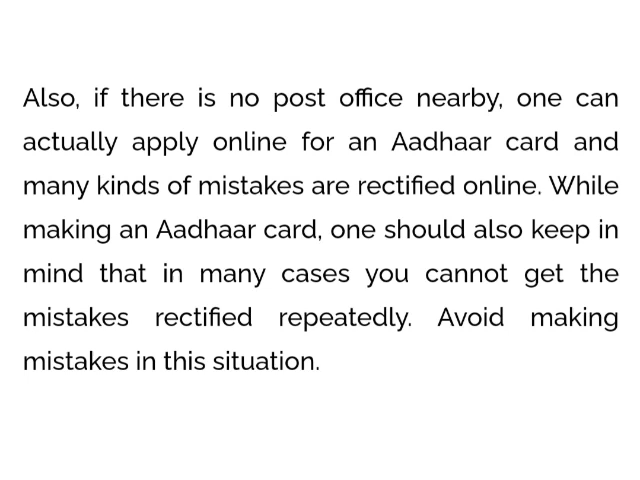 Also, if there is no post office nearby, one can
actually apply online for an Aadhaar card and
many kinds of mistakes are rectified online. While
making an Aadhaar card, one should also keep in
mind that in many cases you cannot get the
mistakes rectified repeatedly. Avoid making
mistakes in this situation.